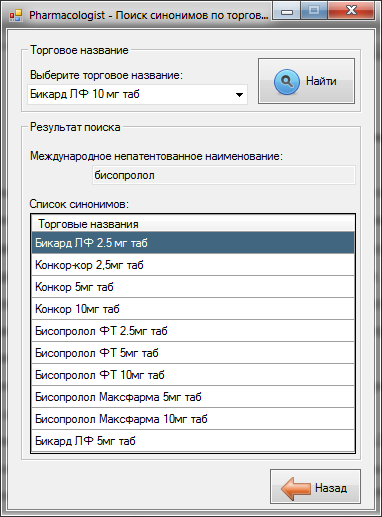 Pharmacologist - Поиск синонимов по торгов...
Торговое название
Выберите торговое название:
Бикард ЛФ 10 мг таб
Найти
Результат поиска
Международное непатентованное наименование:
бисопролол
Список синонимов:
Торговые названия
Бикард ЛФ 2.5 мг таб
Конкор-кор 2,5мг таб
Конкор 5мг таб
Конкор 10мг таб
Бисопролол ФТ 2.5мг таб
Бисопролол ФТ 5мг таб
Бисопролол ФТ 10мг таб
Бисопролол Максфарма 5мг таб
Бисопролол Максфарма 10мг таб
Бикард ЛФ 5мг таб
Назад